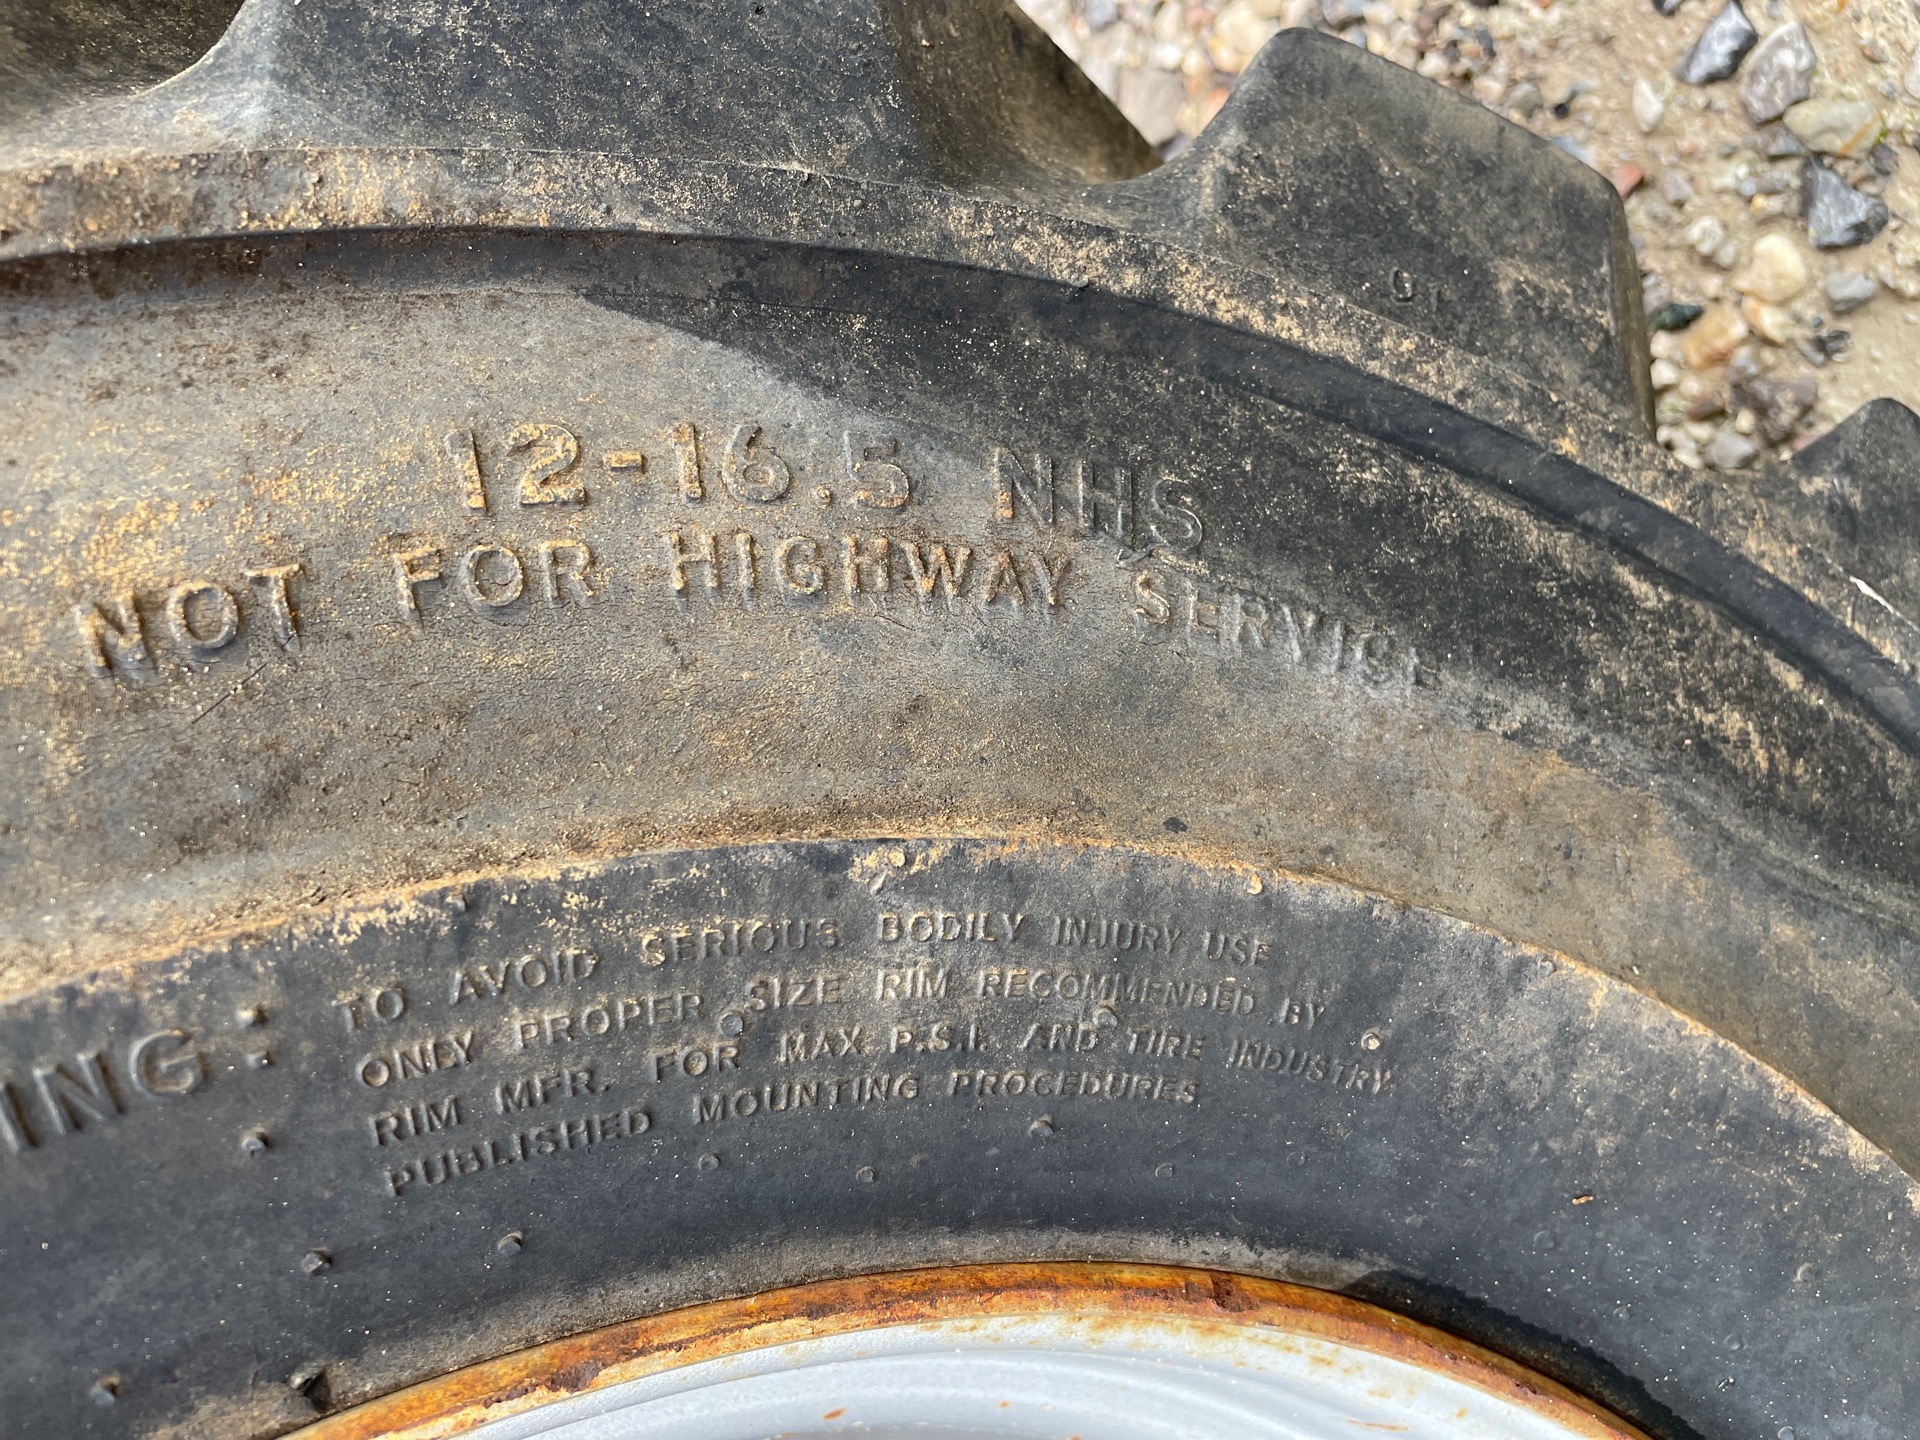 12-16.5 NHS
NOT FOR HIGHWAY SERVICE
ING:
TO AVOID SERIOUS BODILY INJURY USE
ONLY PROPER SIZE RIM RECOMMENDED BY
RIM MFR. FOR MAX P.S.I. AND TIRE INDUSTRY
PUBLISHED MOUNTING PROCEDURES